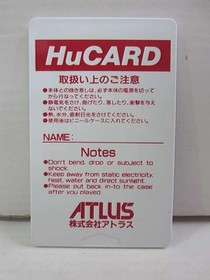 HuCARD
取扱い上のご注意
●本体との抜き差しは、必ず本体の電源を切って
から行なってください。
●静電気をさけ、曲げたり、落したり、衝撃を与え
ないでください。
●熱、水分、直射日光をさけてください。
●使用後はビニールケースに入れてください。
NAME:
Notes
●Don't bend, drop or subject to
shock.
●Keep away from static electricity,
heat, water and direct sunlight.
●Please put back in-to the case
after you played.
ATLUS
株式会社アトラス